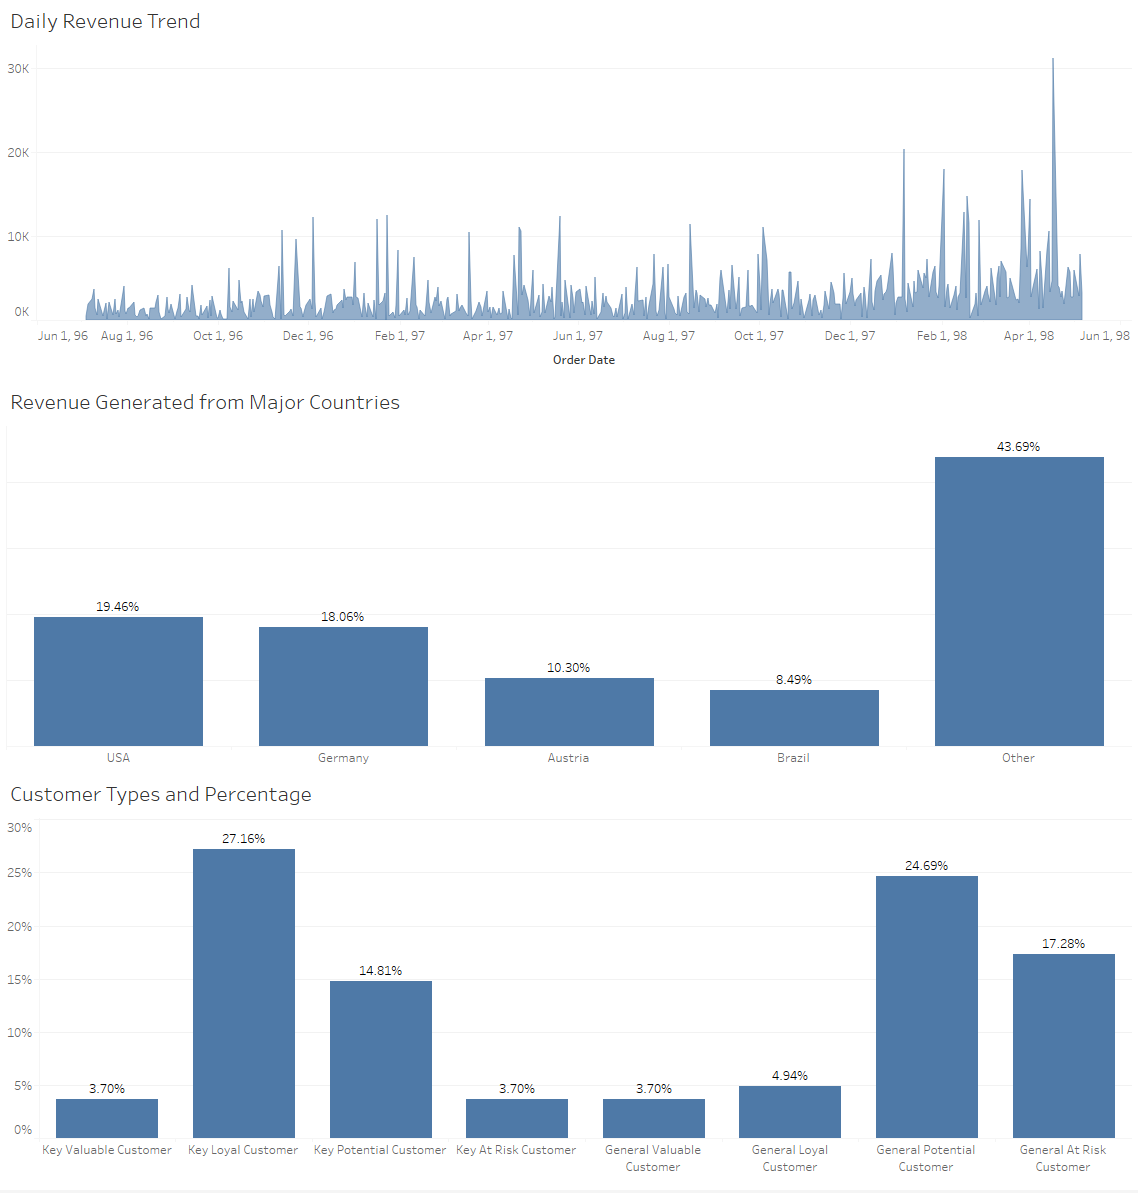 Daily Revenue Trend
30K
20K
10K
0K
Jun 1, 96 Aug 1, 96 Oct 1, 96 Dec 1, 96 Feb 1, 97 Apr 1, 97 Jun 1, 97 Aug 1, 97 Oct 1, 97 Dec 1, 97 Feb 1, 98 Apr 1, 98 Jun 1, 98
Order Date
Revenue Generated from Major Countries
43.69%
19.46%
18.06%
10.30%
8.49%
USA Germany Austria Brazil Other
Customer Types and Percentage
30%
27.16%
25%
24.69%
20%
17.28%
15%
14.81%
10%
5%
3.70% 3.70% 3.70% 4.94%
0%
Key Valuable Customer Key Loyal Customer Key Potential Customer Key At Risk Customer General Valuable General Loyal General Potential General At Risk
Customer Customer Customer Customer